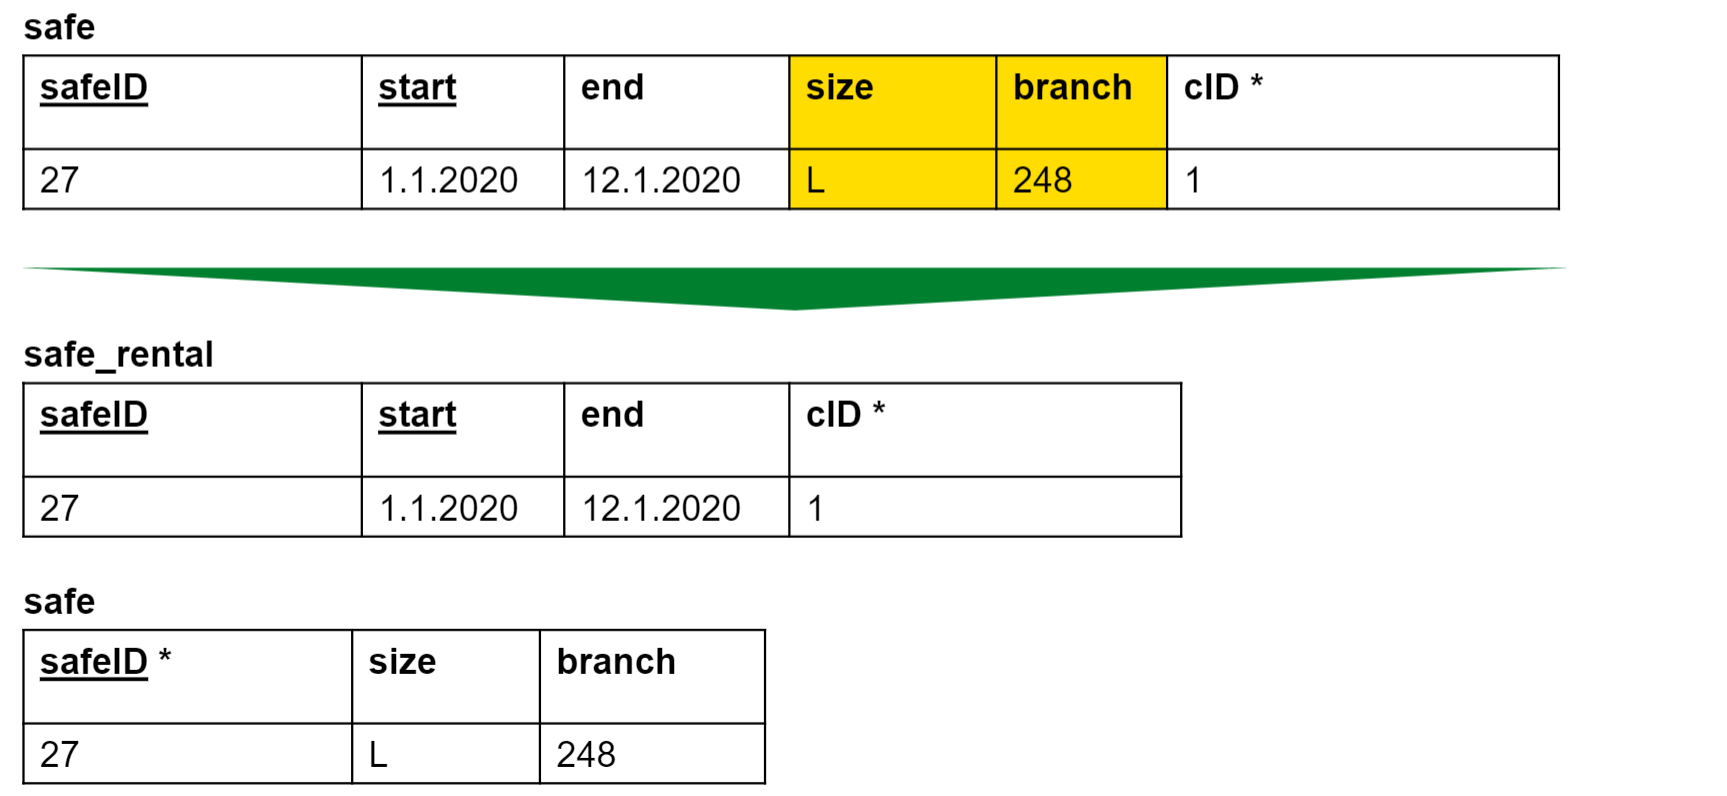 safe
safeID start end size branch cID *
27 1.1.2020 12.1.2020 L 248 1
safe_rental
safeID start end cID *
27 1.1.2020 12.1.2020 1
safe
safeID * size branch
27 L 248